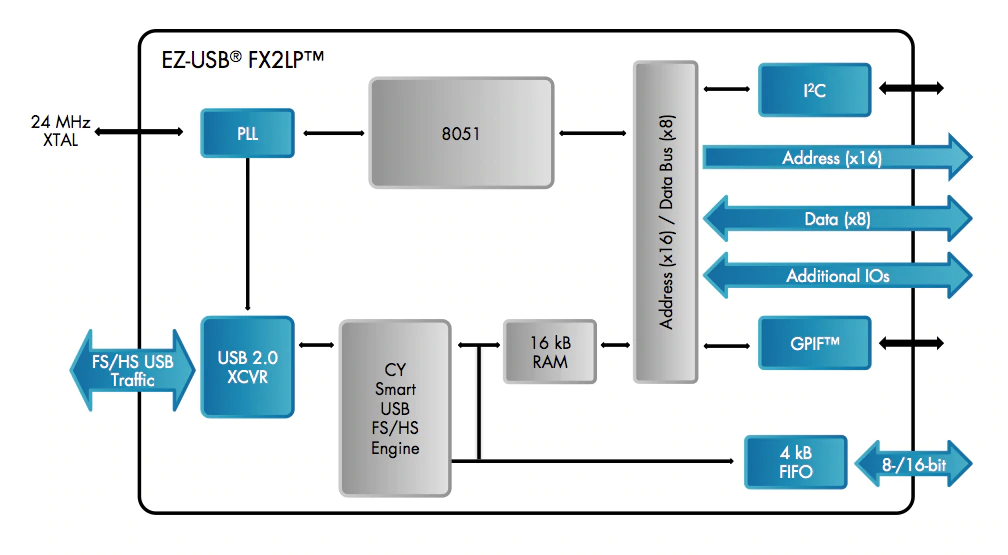 EZ-USB® FX2LP™
24 MHz
XTAL
PLL
8051
Address (x16) / Data Bus (x8)
I²C
Address (x16)
Data (x8)
Additional IOs
FS/HS USB
Traffic
USB 2.0
XCVR
CY
Smart
USB
FS/HS
Engine
16 kB
RAM
GPIF™
4 kB
FIFO
8-/16-bit